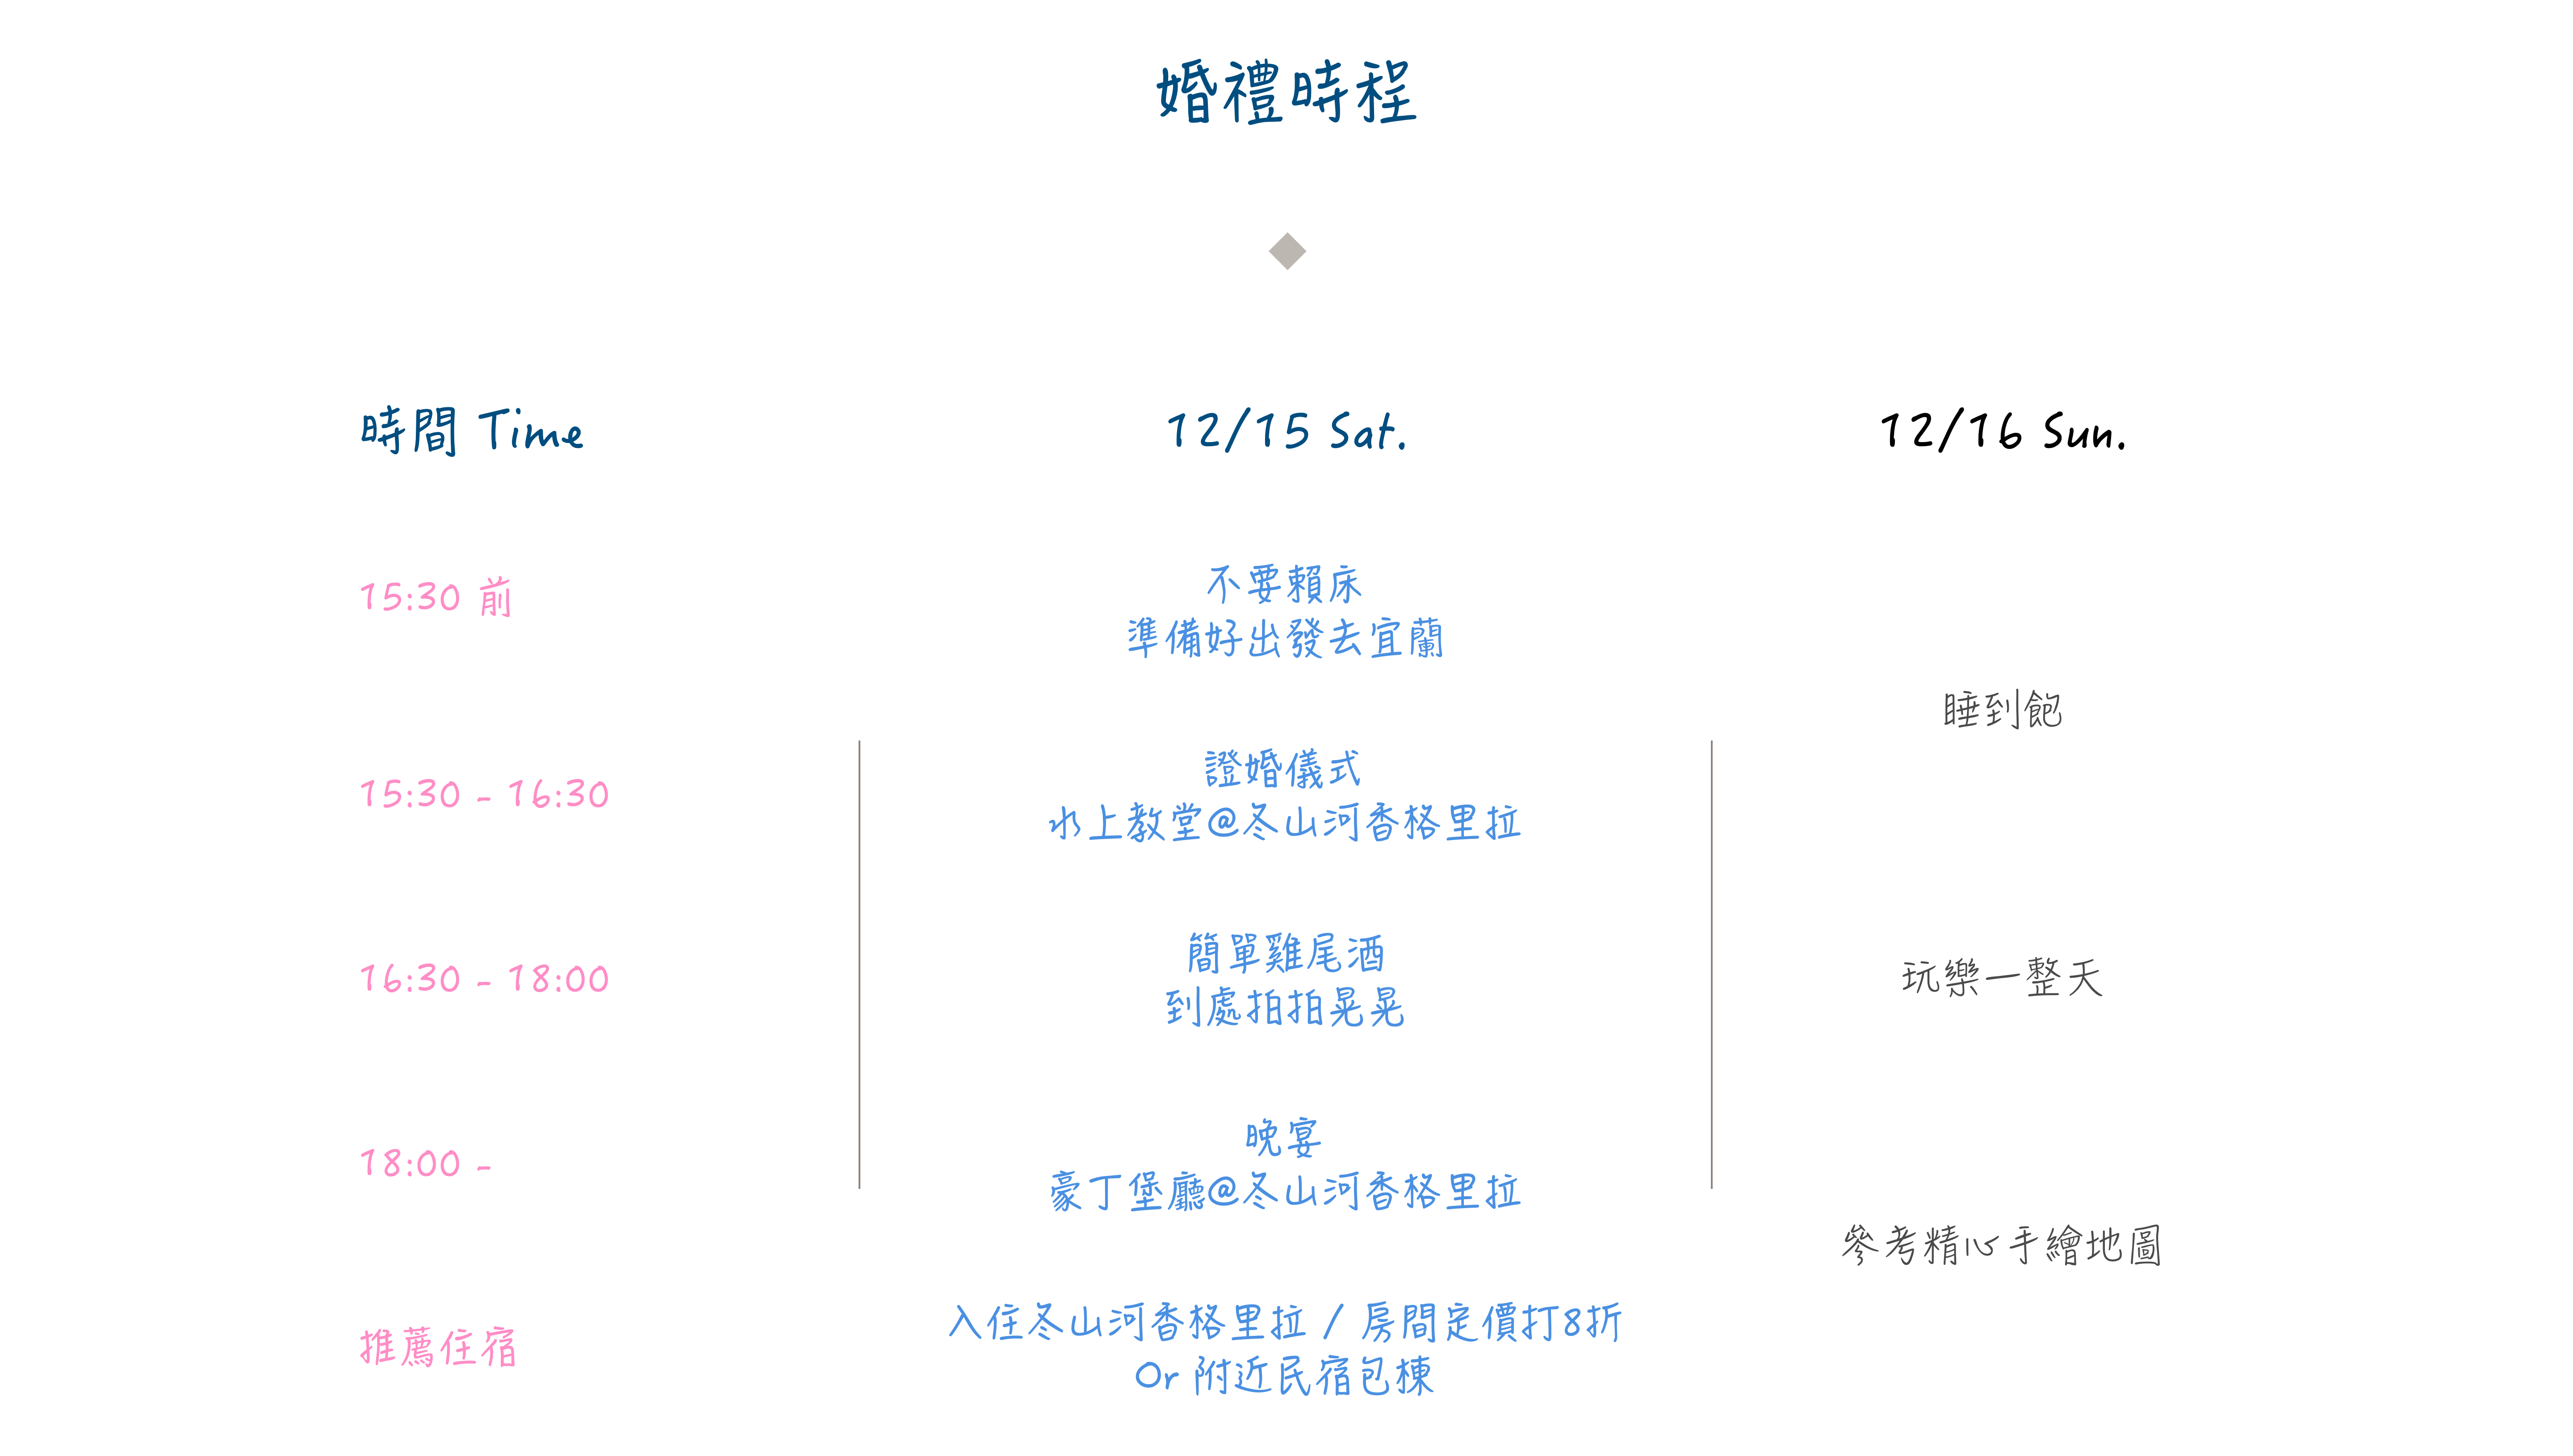 婚禮時程
時間 Time
12/15 Sat.
12/16 Sun.
15:30 前
不要賴床
準備好出發去宜蘭
睡到飽
15:30 - 16:30
證婚儀式
水上教堂@冬山河香格里拉
16:30 - 18:00
簡單雞尾酒
到處拍拍晃晃
玩樂一整天
18:00 -
晚宴
豪丁堡廳@冬山河香格里拉
參考精心手繪地圖
推薦住宿
入住冬山河香格里拉 / 房間定價打8折
Or 附近民宿包棟